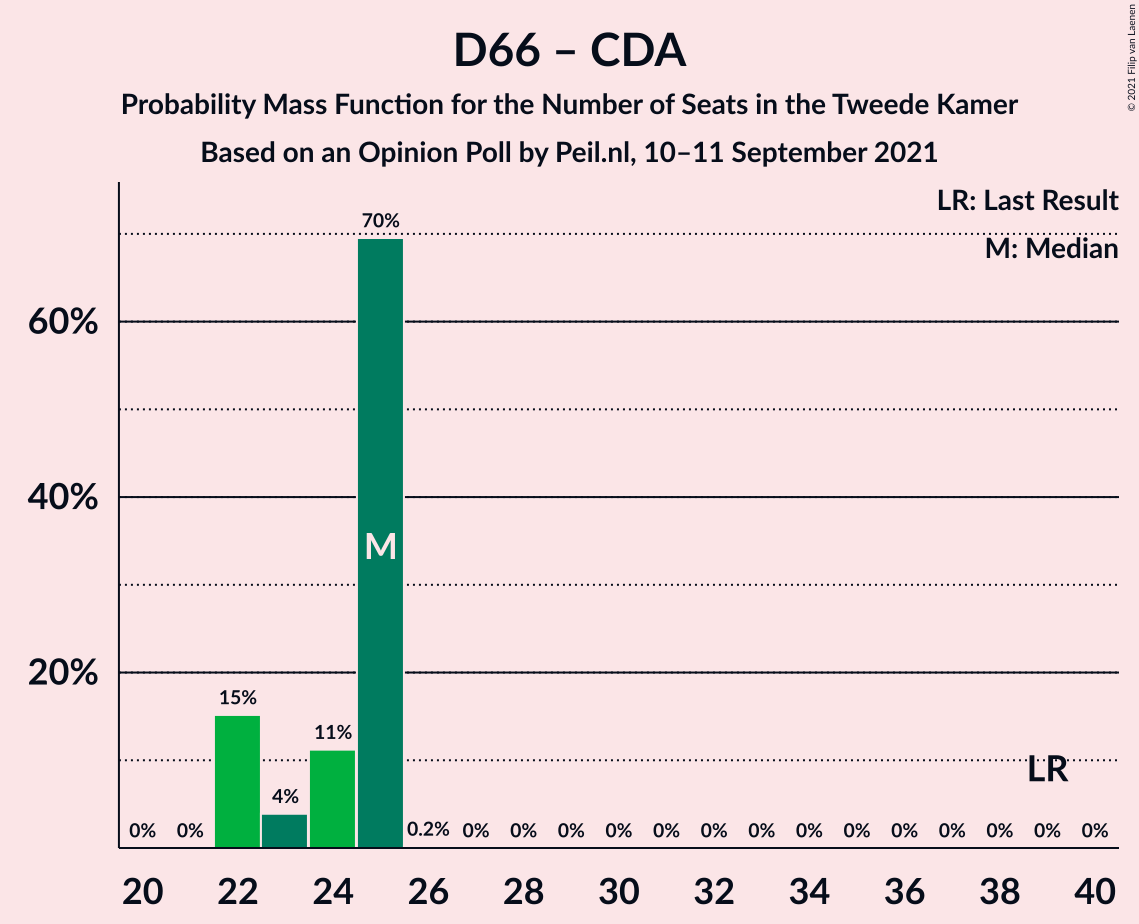 D66 – CDA
Probability Mass Function for the Number of Seats in the Tweede Kamer
Based on an Opinion Poll by Peil.nl, 10–11 September 2021
© 2021 Filip van Laenen
LR: Last Result
M: Median
70%
60%
40%
M
20%
15%
11%
4%
LR
0% 0% 0.2% 0% 0% 0% 0% 0% 0% 0% 0% 0% 0% 0% 0% 0% 0%
20 22 24 26 28 30 32 34 36 38 40